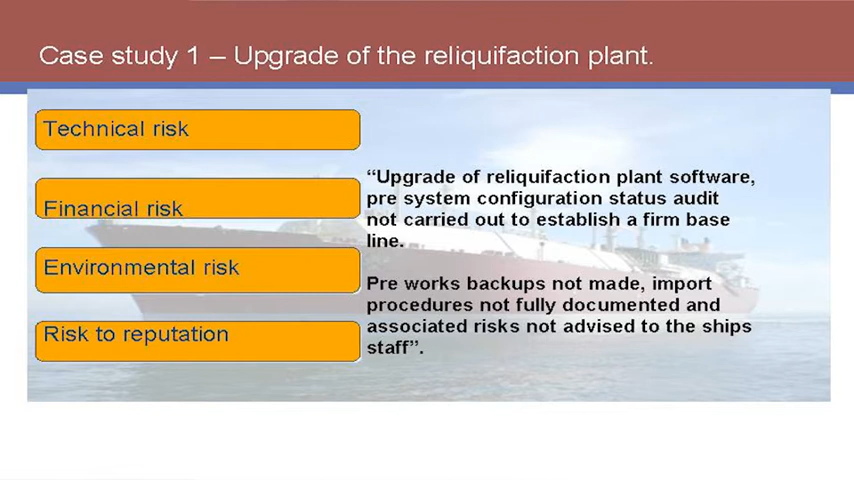 Case study 1 – Upgrade of the reliquifaction plant.
Technical risk
Financial risk
Environmental risk
Risk to reputation
“Upgrade of reliquifaction plant software,
pre system configuration status audit
not carried out to establish a firm base
line.
Pre works backups not made, import
procedures not fully documented and
associated risks not advised to the ships
staff”.